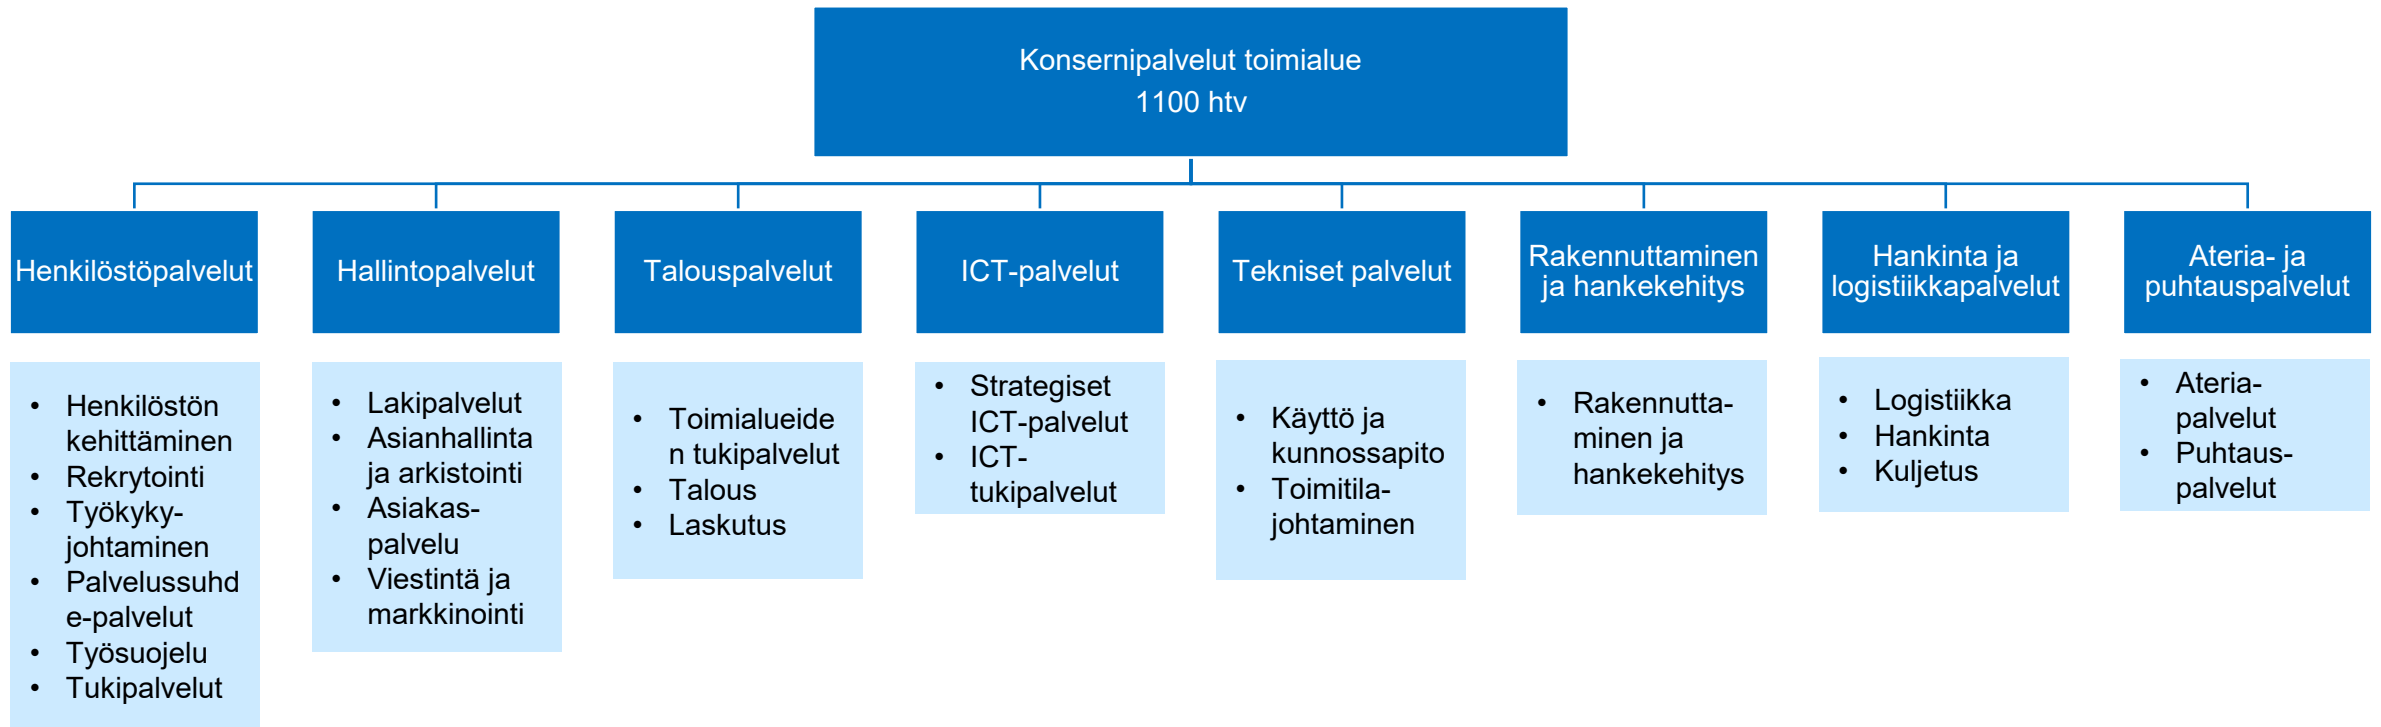 Konsernipalvelut toimialue
1100 htv
Henkilöstöpalvelut
Hallintopalvelut
Talouspalvelut
ICT-palvelut
Tekniset palvelut
Rakennuttaminen
ja hankekehitys
Hankinta ja
logistiikkapalvelut
Ateria- ja
puhtauspalvelut
• Henkilöstön
kehittäminen
• Rekrytointi
• Työkyky-
johtaminen
• Palvelussuhd
e-palvelut
• Työsuojelu
• Tukipalvelut
• Lakipalvelut
• Asianhallinta
ja arkistointi
• Asiakas-
palvelu
• Viestintä ja
markkinointi
• Toimialueide
n tukipalvelut
• Talous
• Laskutus
• Strategiset
ICT-palvelut
• ICT-
tukipalvelut
• Käyttö ja
kunnossapito
• Toimitila-
johtaminen
• Rakennutta-
minen ja
hankekehitys
• Logistiikka
• Hankinta
• Kuljetus
• Ateria-
palvelut
• Puhtaus-
palvelut